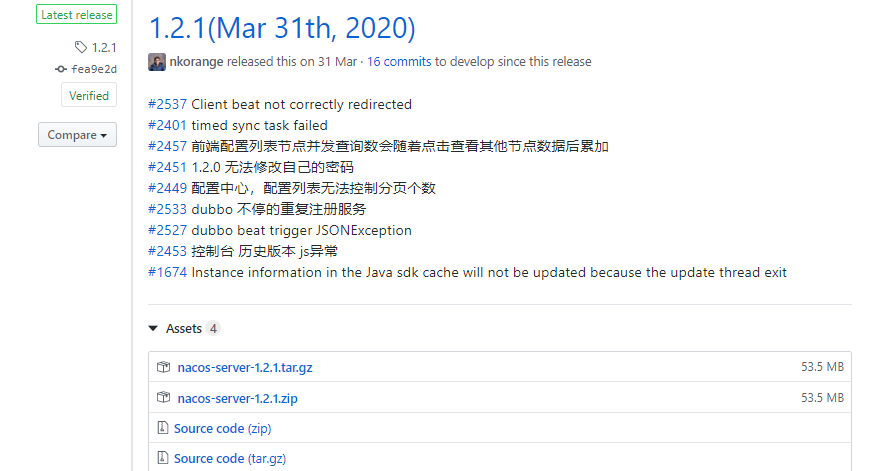 Latest release
1.2.1
fea9e2d
Verified
Compare
1.2.1(Mar 31th, 2020)
nkorange released this on 31 Mar · 16 commits to develop since this release
#2537 Client beat not correctly redirected
#2401 timed sync task failed
#2457 前端配置列表节点并发查询数会随着点击查看其他节点数据后累加
#2451 1.2.0 无法修改自己的密码
#2449 配置中心，配置列表无法控制分页个数
#2533 dubbo 不停的重复注册服务
#2527 dubbo beat trigger JSONException
#2453 控制台 历史版本 js异常
#1674 Instance information in the Java sdk cache will not be updated because the update thread exit
Assets 4
nacos-server-1.2.1.tar.gz 53.5 MB
nacos-server-1.2.1.zip 53.5 MB
Source code (zip)
Source code (tar.gz)